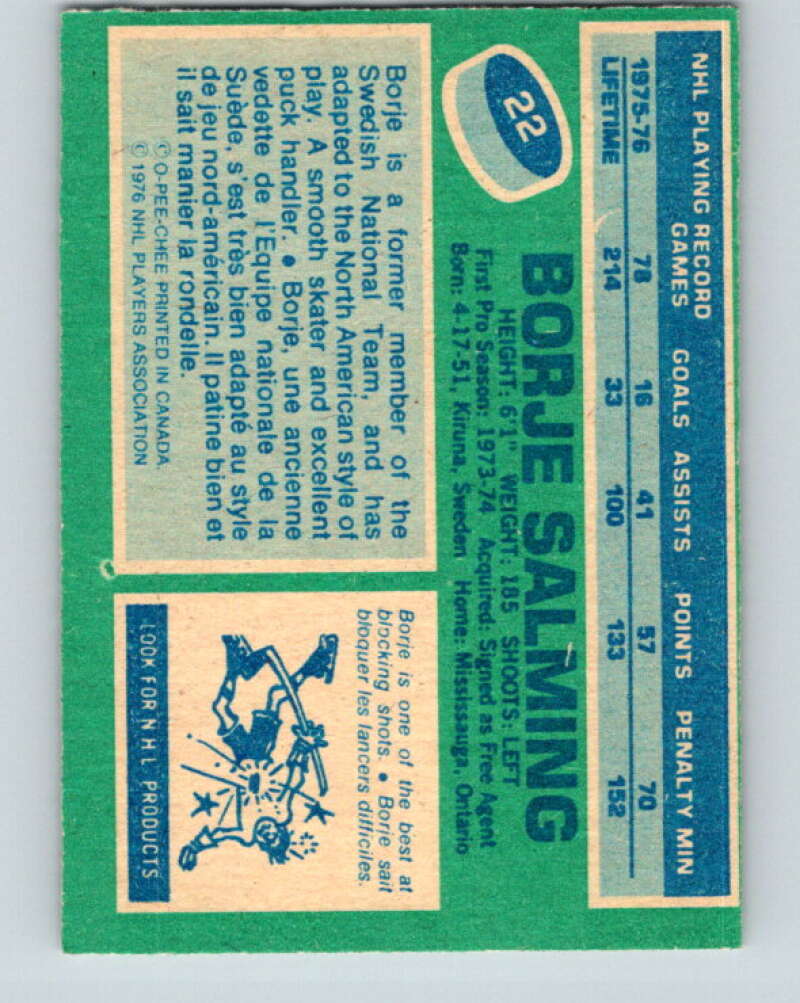 NHL PLAYING RECORD
GAMES GOALS ASSISTS POINTS PENALTY MIN
1975-76 78 16 41 57 70
LIFETIME 214 33 100 133 152
22
BORJE SALMING
HEIGHT: 6'1" WEIGHT: 185 SHOOTS: LEFT
First Pro Season: 1973-74 Acquired: Signed as Free Agent
Born: 4-17-51, Kiruna, Sweden Home: Mississauga, Ontario
Borje is a former member of the
Swedish National Team, and has
adapted to the North American style of
play. A smooth skater and excellent
puck handler. • Borje, une ancienne
vedette de l'Equipe nationale de la
Suède, s'est très bien adapté au style
de jeu nord-américain. Il patine bien et
il sait manier la rondelle.
© O-PEE-CHEE PRINTED IN CANADA
© 1976 NHL PLAYERS ASSOCIATION
Borje is one of the best at
blocking shots. • Borje sait
bloquer les lancers difficiles.
LOOK FOR NHL PRODUCTS